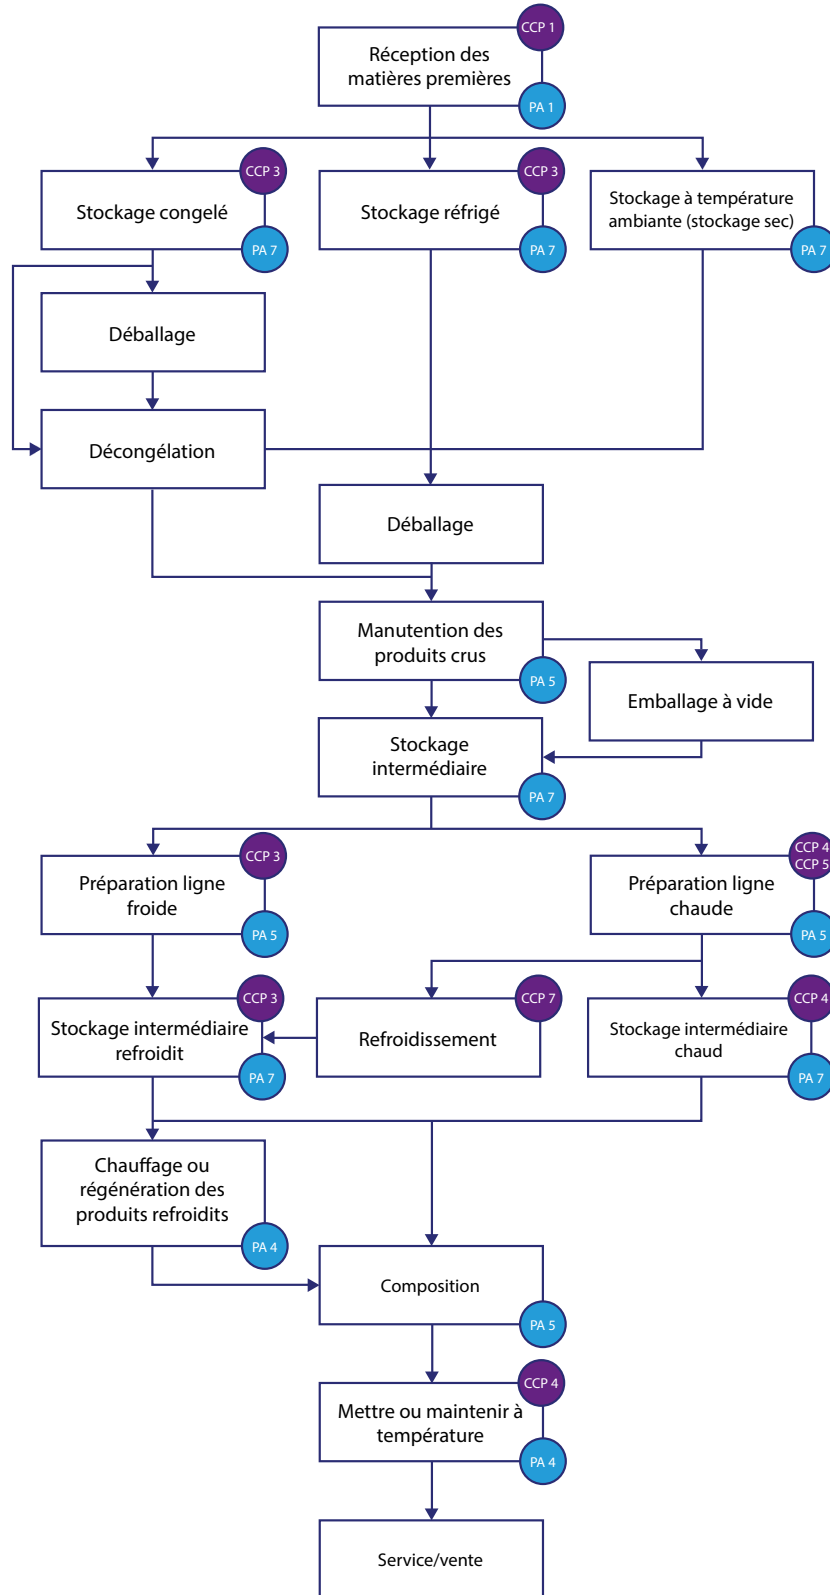 CCP 1
Réception des
matières premières
PA 1
CCP 3
Stockage congelé
PA 7
CCP 3
Stockage réfrigé
PA 7
Stockage à température
ambiante (stockage sec)
PA 7
Déballage
Décongélation
Déballage
Manutention des
produits crus
PA 5
Emballage à vide
Stockage
intermédiaire
PA 7
CCP 3
Préparation ligne
froide
PA 5
CCP 4
CCP 5
Préparation ligne
chaude
PA 5
CCP 3
Stockage intermédiaire
refroidit
PA 7
CCP 7
Refroidissement
CCP 4
Stockage intermédiaire
chaud
PA 7
Chauffage ou
régénération des
produits refroidits
PA 4
Composition
PA 5
CCP 4
Mettre ou maintenir à
température
PA 4
Service/vente